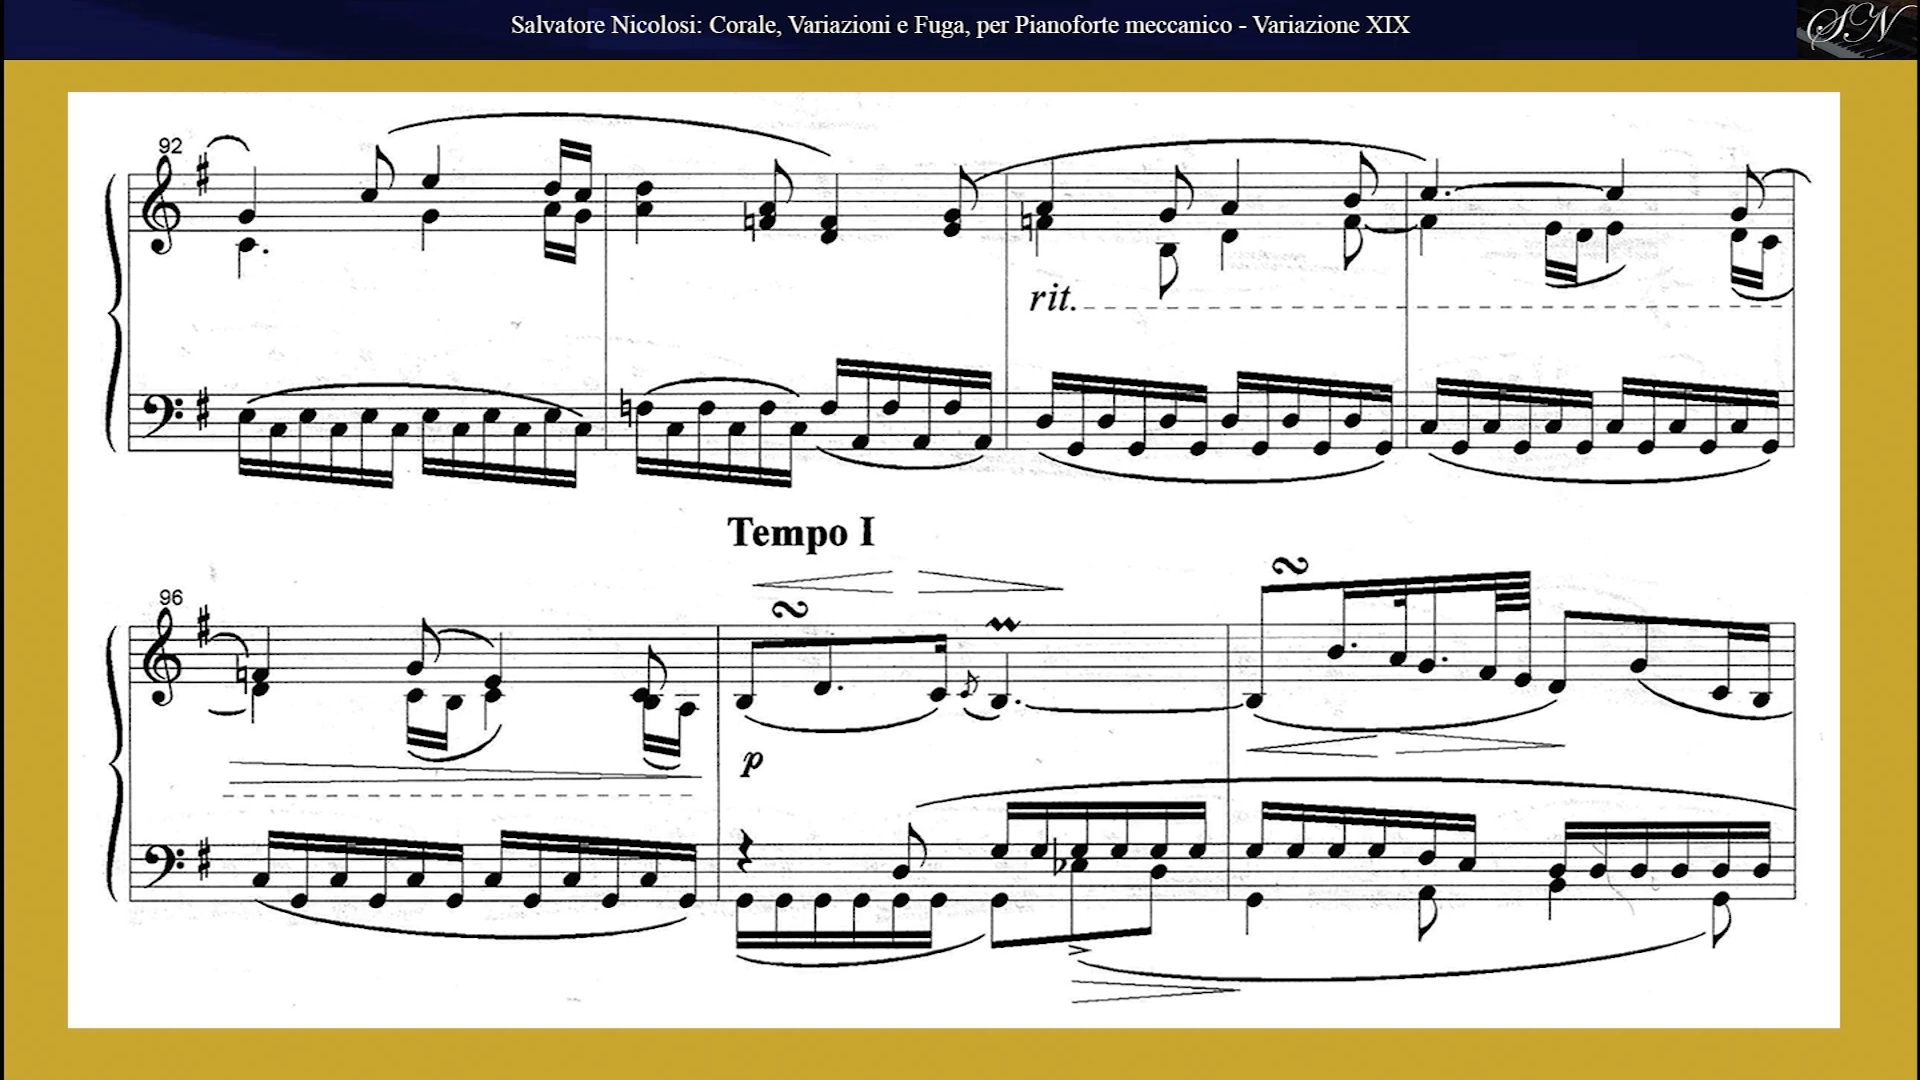 Salvatore Nicolosi: Corale, Variazioni e Fuga, per Pianoforte meccanico - Variazione XIX
SN
92
rit.
Tempo I
96
p